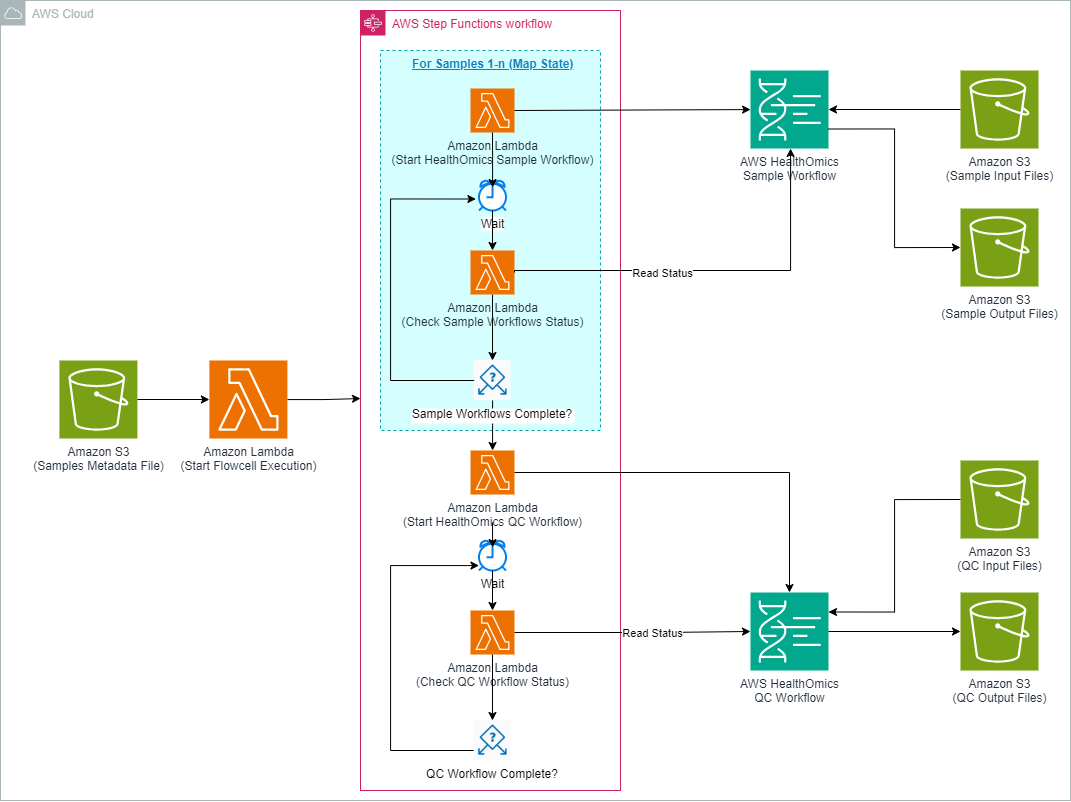 AWS Cloud
AWS Step Functions workflow
For Samples 1-n (Map State)
Amazon Lambda
(Start HealthOmics Sample Workflow)
Wait
Amazon Lambda
(Check Sample Workflows Status)
Sample Workflows Complete?
Read Status
AWS HealthOmics
Sample Workflow
Amazon S3
(Sample Input Files)
Amazon S3
(Sample Output Files)
Amazon S3
(Samples Metadata File)
Amazon Lambda
(Start Flowcell Execution)
Amazon Lambda
(Start HealthOmics QC Workflow)
Wait
Amazon Lambda
(Check QC Workflow Status)
QC Workflow Complete?
Read Status
AWS HealthOmics
QC Workflow
Amazon S3
(QC Input Files)
Amazon S3
(QC Output Files)